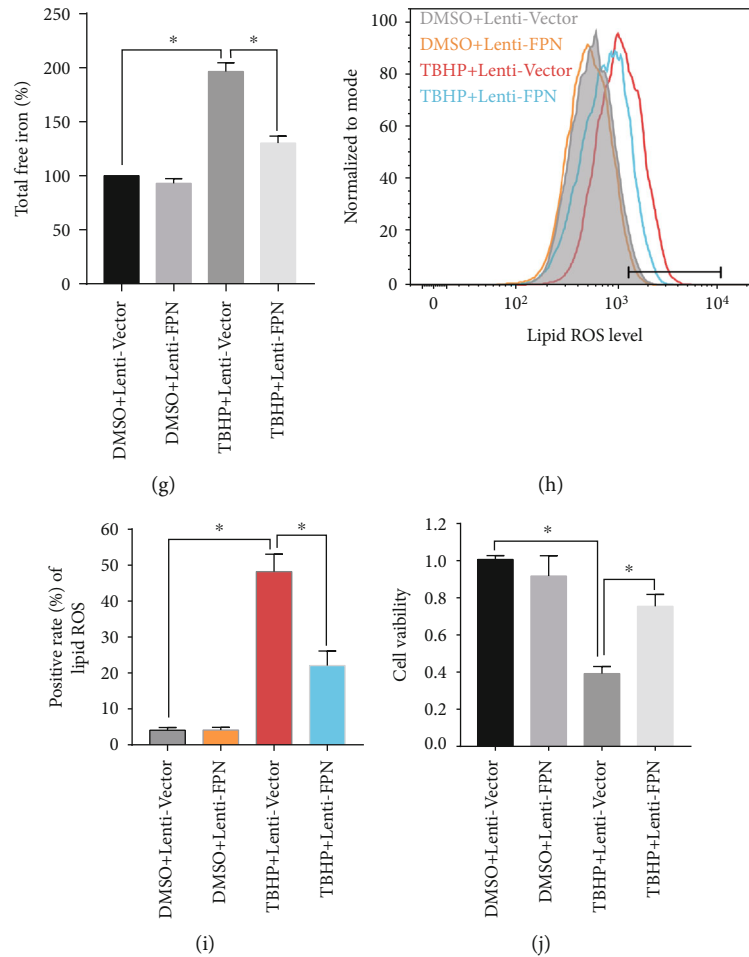 Total free iron (%)
250
200
150
100
50
0
*
*
DMSO+Lenti-Vector
DMSO+Lenti-FPN
TBHP+Lenti-Vector
TBHP+Lenti-FPN
(g)
DMSO+Lenti-Vector
DMSO+Lenti-FPN
TBHP+Lenti-Vector
TBHP+Lenti-FPN
Normalized to mode
100
80
60
40
20
0
0
10²
10³
10⁴
Lipid ROS level
(h)
Positive rate (%) of
lipid ROS
60
50
40
30
20
10
0
*
*
DMSO+Lenti-Vector
DMSO+Lenti-FPN
TBHP+Lenti-Vector
TBHP+Lenti-FPN
(i)
Cell vaibility
1.2
1.0
0.8
0.6
0.4
0.2
0.0
*
*
DMSO+Lenti-Vector
DMSO+Lenti-FPN
TBHP+Lenti-Vector
TBHP+Lenti-FPN
(j)